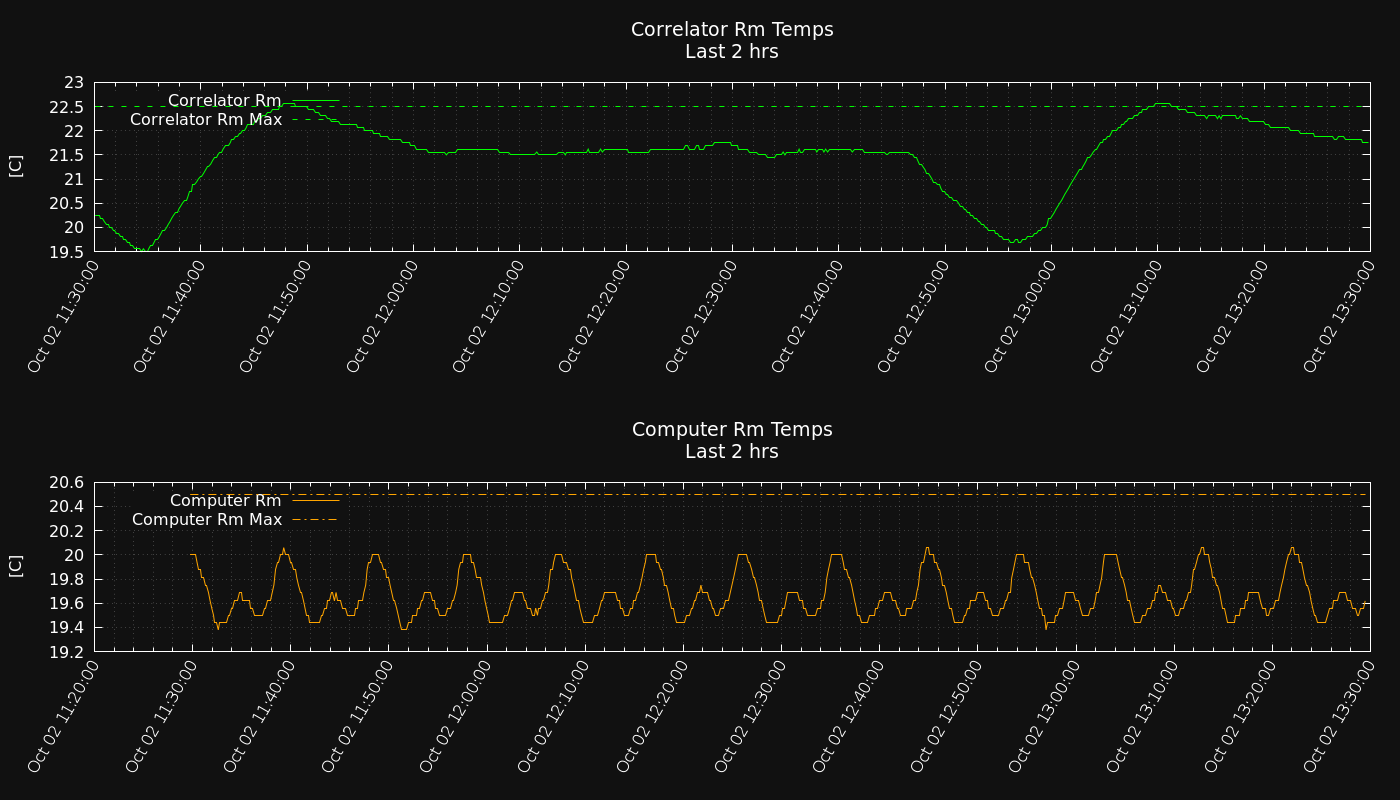 Correlator Rm Temps
Last 2 hrs
[C]
23
22.5
22
21.5
21
20.5
20
19.5
Correlator Rm
Correlator Rm Max
Oct 02 11:30:00
Oct 02 11:40:00
Oct 02 11:50:00
Oct 02 12:00:00
Oct 02 12:10:00
Oct 02 12:20:00
Oct 02 12:30:00
Oct 02 12:40:00
Oct 02 12:50:00
Oct 02 13:00:00
Oct 02 13:10:00
Oct 02 13:20:00
Oct 02 13:30:00
Computer Rm Temps
Last 2 hrs
[C]
20.6
20.4
20.2
20
19.8
19.6
19.4
19.2
Computer Rm
Computer Rm Max
Oct 02 11:20:00
Oct 02 11:30:00
Oct 02 11:40:00
Oct 02 11:50:00
Oct 02 12:00:00
Oct 02 12:10:00
Oct 02 12:20:00
Oct 02 12:30:00
Oct 02 12:40:00
Oct 02 12:50:00
Oct 02 13:00:00
Oct 02 13:10:00
Oct 02 13:20:00
Oct 02 13:30:00